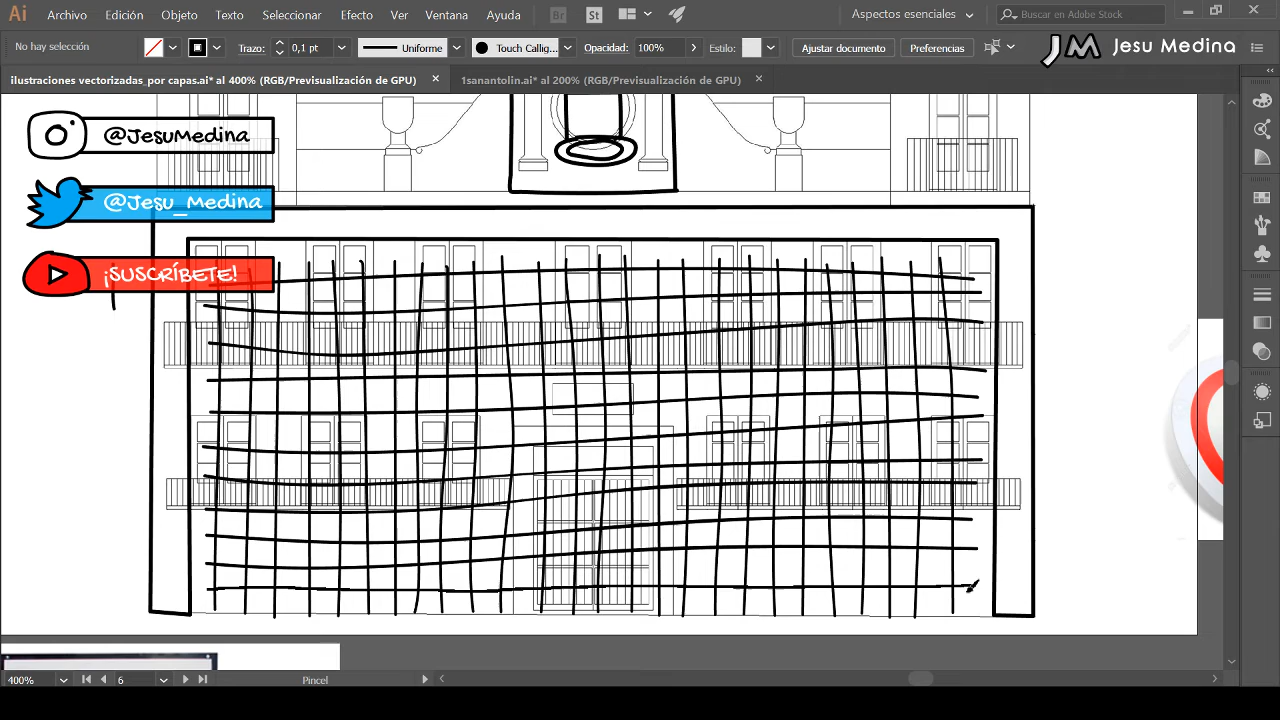 Ai Archivo Edición Objeto Texto Seleccionar Efecto Ver Ventana Ayuda Br St Aspectos esenciales Buscar en Adobe Stock
No hay selección Trazo: 0,1 pt Uniforme Touch Callig... Opacidad: 100% Estilo: Ajustar documento Preferencias JM Jesu Medina
ilustraciones vectorizadas_por capas.ai* al 400% (RGB/Previsualización de GPU) × 1sanantolin.ai* al 200% (RGB/Previsualización de GPU) ×
@JesuMedina
@Jesu_Medina
¡SUSCRÍBETE!
400% 6 Pincel